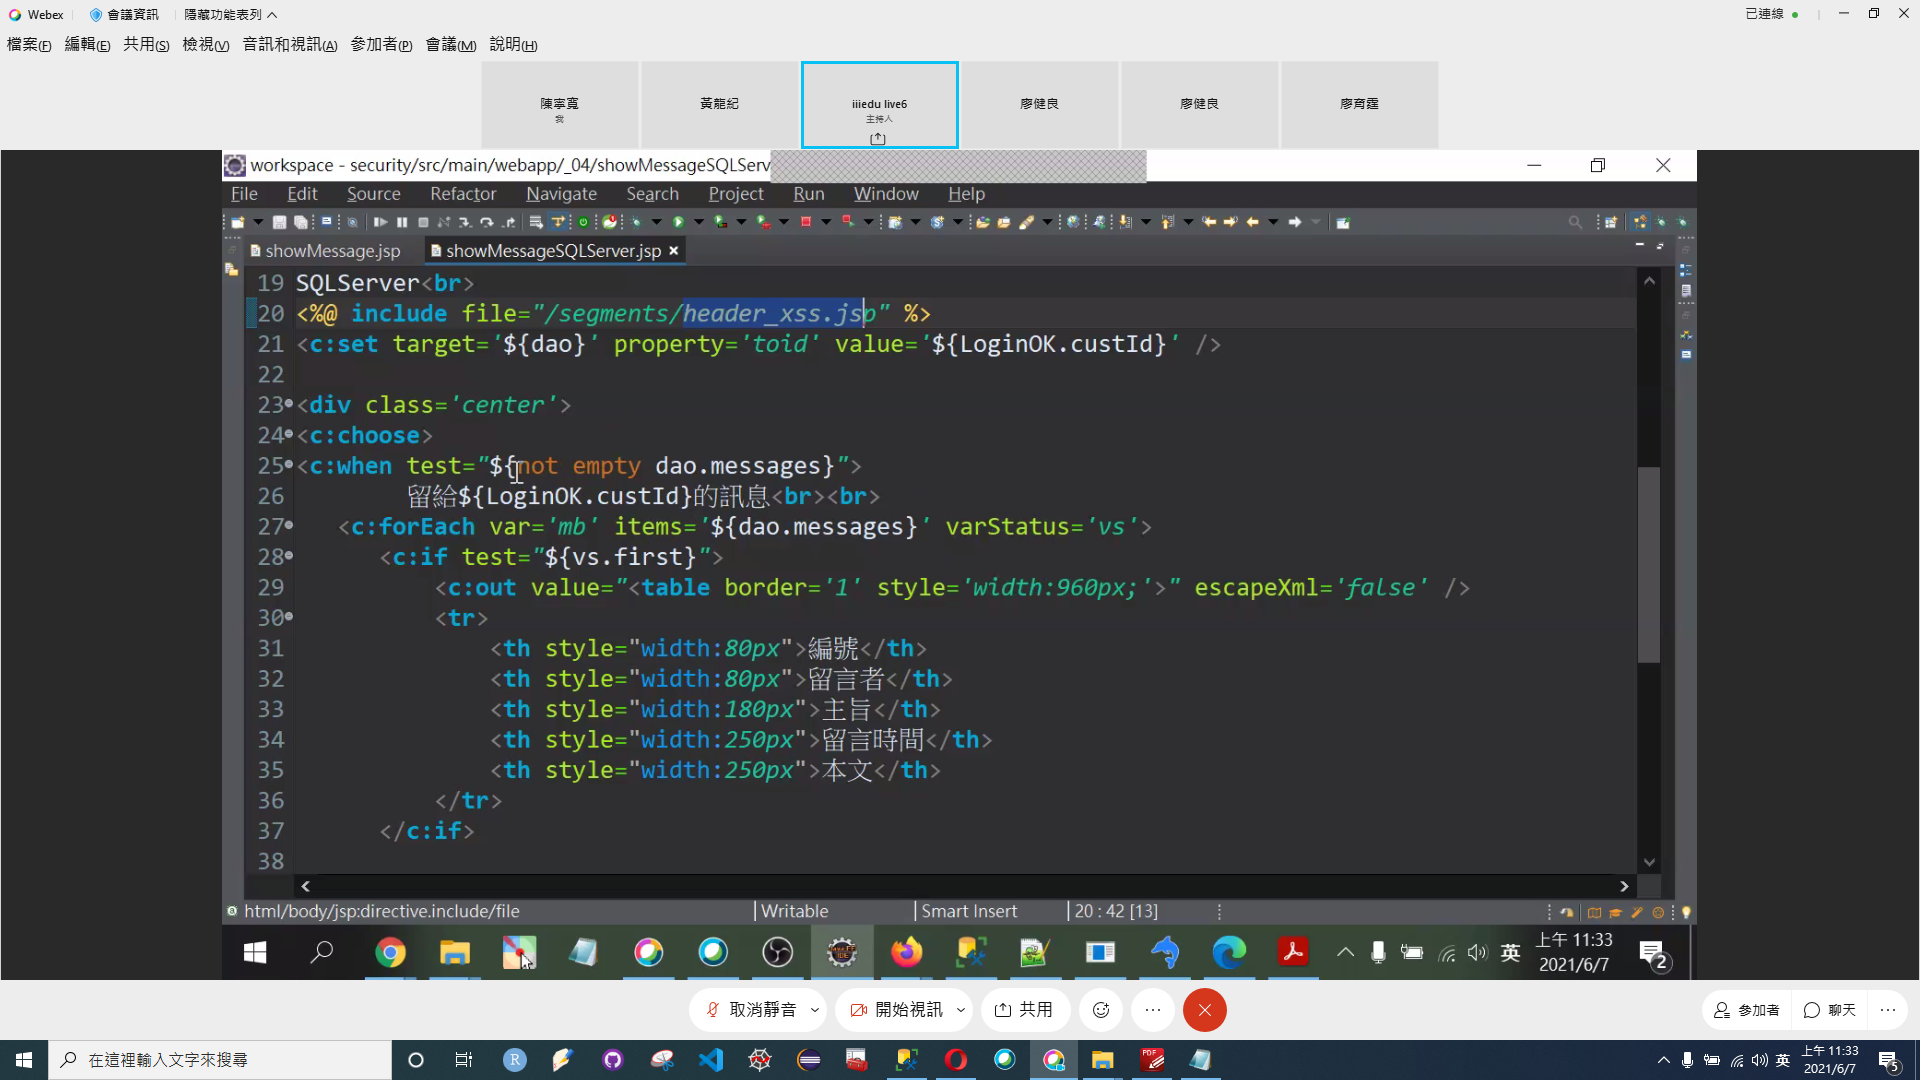 Webex 會議資訊 隱藏功能表列 已連線
檔案(F) 編輯(E) 共用(S) 檢視(V) 音訊和視訊(A) 參加者(P) 會議(M) 說明(H)
陳寧寬 黃龍紀 iiiedu live6 廖健良 廖健良 廖育霆
我 主持人
workspace - security/src/main/webapp/_04/showMessageSQLServ
File Edit Source Refactor Navigate Search Project Run Window Help
showMessage.jsp showMessageSQLServer.jsp
19 SQLServer<br>
20 <%@ include file="/segments/header_xss.jsp" %>
21 <c:set target='${dao}' property='toid' value='${LoginOK.custId}' />
22
23 <div class='center'>
24 <c:choose>
25 <c:when test="${not empty dao.messages}">
26 留給${LoginOK.custId}的訊息<br><br>
27 <c:forEach var='mb' items='${dao.messages}' varStatus='vs'>
28 <c:if test="${vs.first}">
29 <c:out value="<table border='1' style='width:960px;'>" escapeXml='false' />
30 <tr>
31 <th style="width:80px">編號</th>
32 <th style="width:80px">留言者</th>
33 <th style="width:180px">主旨</th>
34 <th style="width:250px">留言時間</th>
35 <th style="width:250px">本文</th>
36 </tr>
37 </c:if>
38
html/body/jsp:directive.include/file Writable Smart Insert 20 : 42 [13]
英 上午 11:33
2021/6/7 2
取消靜音 開始視訊 共用 參加者 聊天
在這裡輸入文字來搜尋 英 上午 11:33
2021/6/7 5